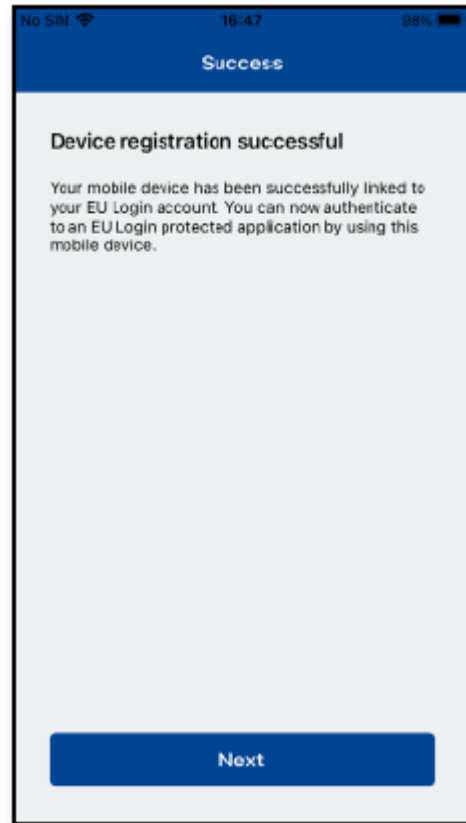 No SIM 16:47 98%
Success
Device registration successful
Your mobile device has been successfully linked to
your EU Login account. You can now authenticate
to an EU Login protected application by using this
mobile device.
Next